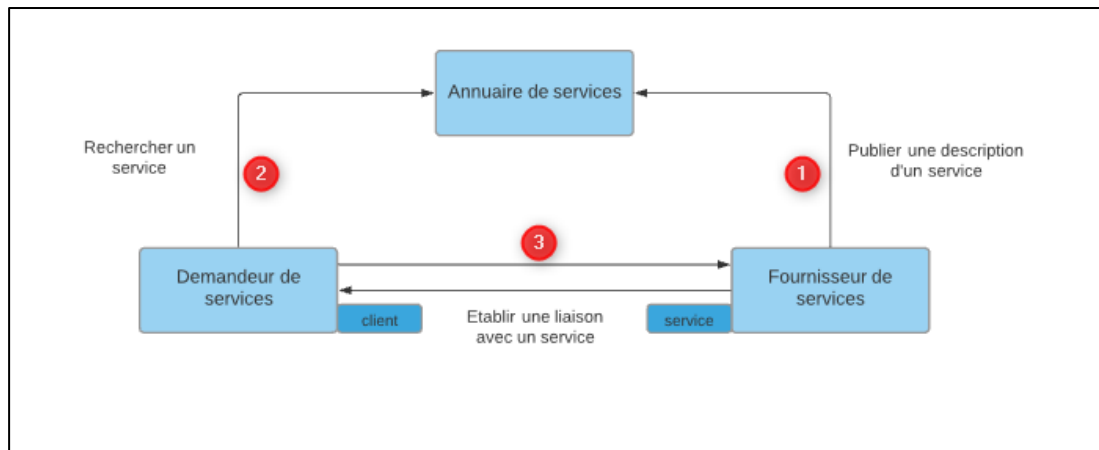 Annuaire de services
Rechercher un
service
2
1
Publier une description
d'un service
3
Demandeur de
services
Fournisseur de
services
client
Etablir une liaison
avec un service
service